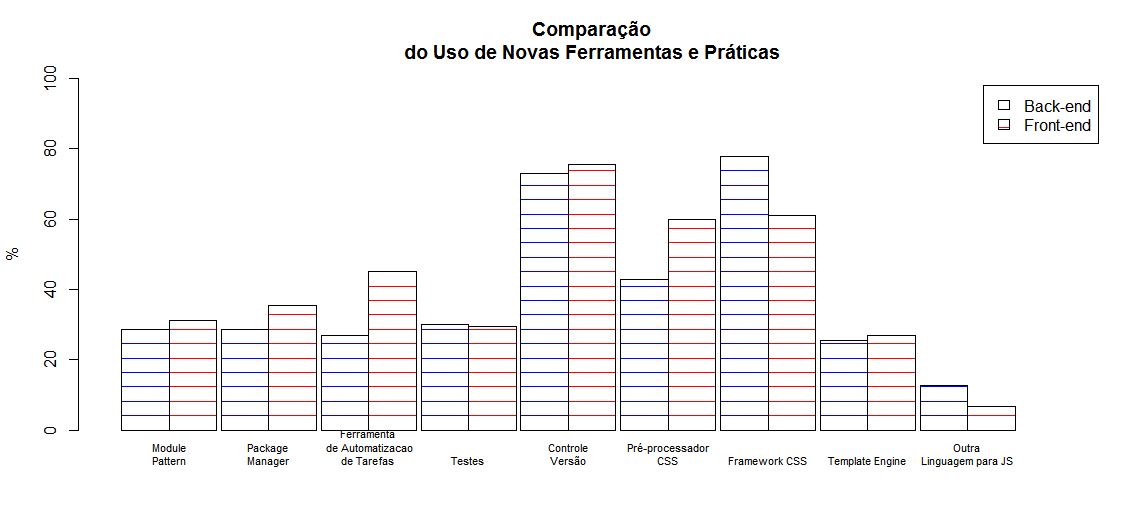 Comparação
do Uso de Novas Ferramentas e Práticas
100
80
60
40
20
0
%
Back-end
Front-end
Module
Pattern
Package
Manager
Ferramenta
de Automatizacao
de Tarefas
Testes
Controle
Versão
Pré-processador
CSS
Framework CSS
Template Engine
Outra
Linguagem para JS